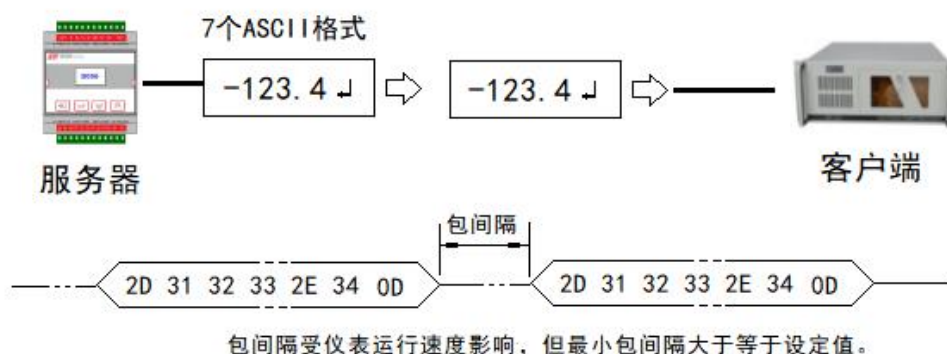 7个ASCII格式
-123.4↲
-123.4↲
服务器
客户端
包间隔
2D 31 32 33 2E 34 0D
2D 31 32 33 2E 34 0D
包间隔受仪表运行速度影响，但最小包间隔大于等于设定值。